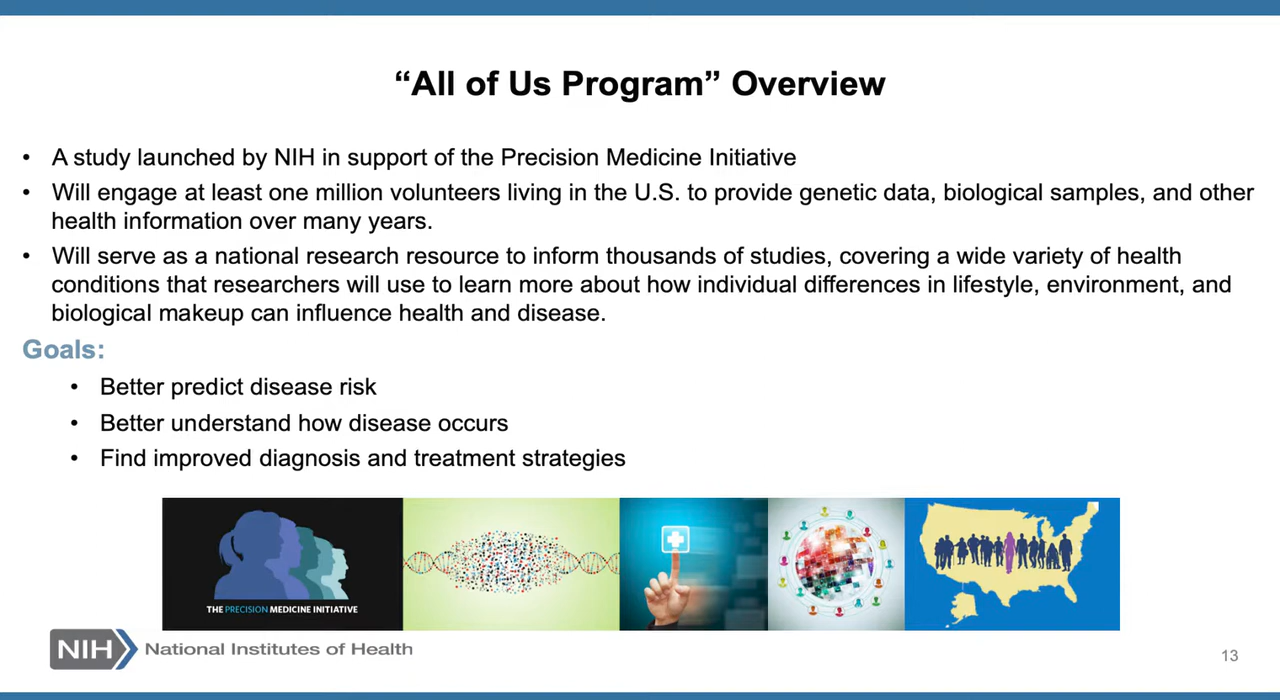 “All of Us Program” Overview
• A study launched by NIH in support of the Precision Medicine Initiative
• Will engage at least one million volunteers living in the U.S. to provide genetic data, biological samples, and other
health information over many years.
• Will serve as a national research resource to inform thousands of studies, covering a wide variety of health
conditions that researchers will use to learn more about how individual differences in lifestyle, environment, and
biological makeup can influence health and disease.
Goals:
• Better predict disease risk
• Better understand how disease occurs
• Find improved diagnosis and treatment strategies
THE PRECISION MEDICINE INITIATIVE
NIH National Institutes of Health
13